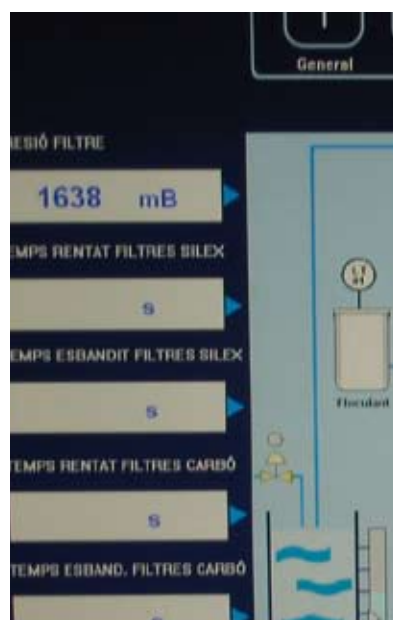 General
ESIÓ FILTRE
1638 mB
EMPS RENTAT FILTRES SILEX
s
EMPS ESBANDIT FILTRES SILEX
s
Floculant
TEMPS RENTAT FILTRES CARBÓ
s
TEMPS ESBAND. FILTRES CARBÓ
s